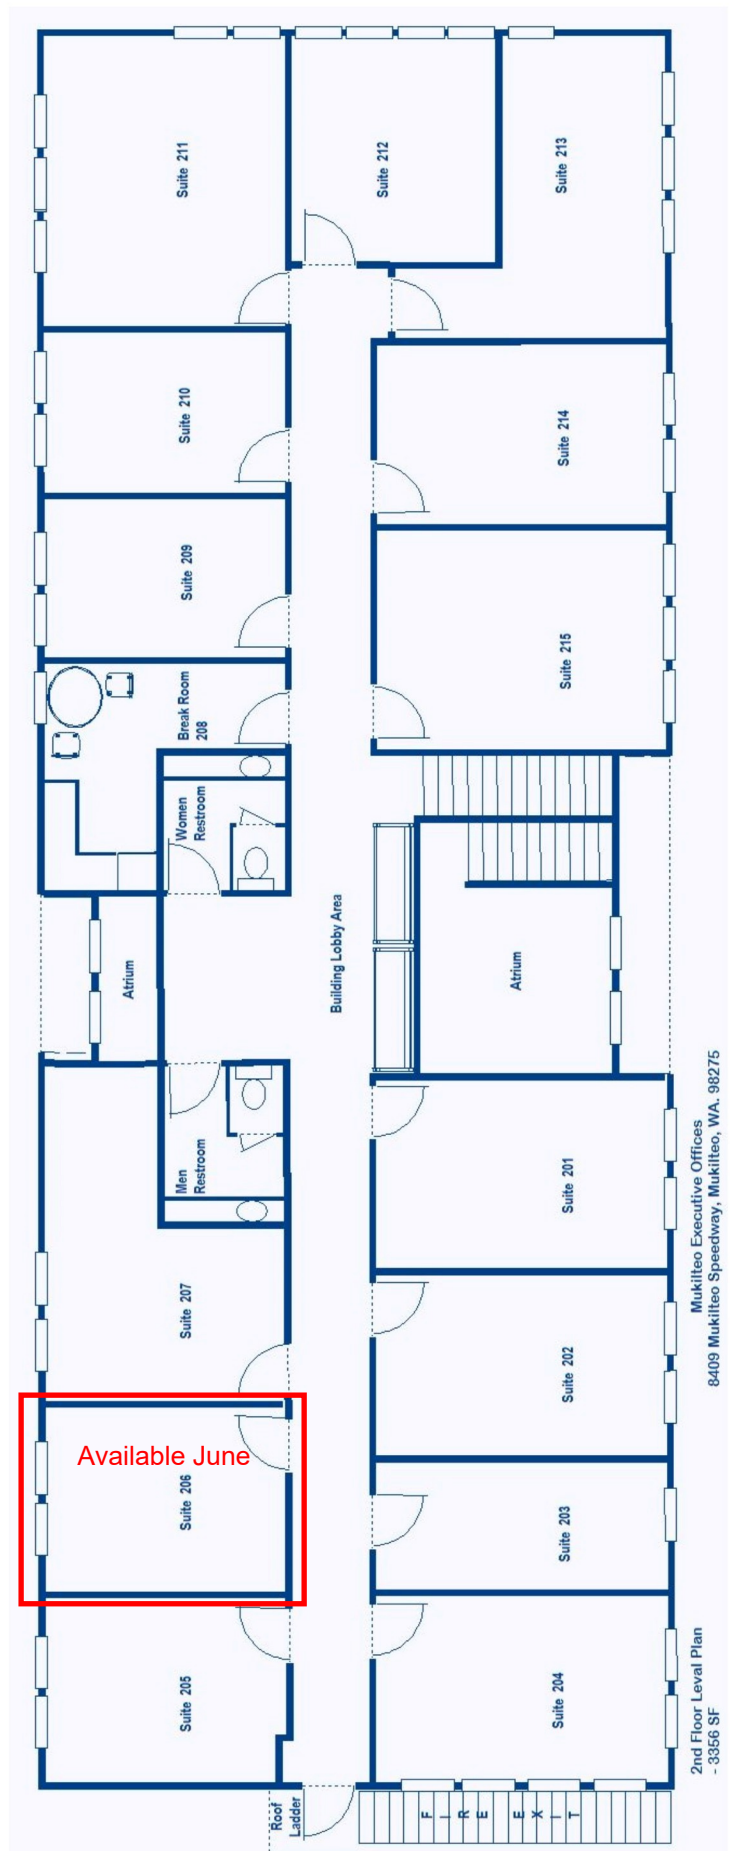 Suite 211
Suite 212
Suite 213
Suite 210
Suite 214
Suite 209
Suite 215
Break Room
208
Women
Restroom
Building Lobby Area
Atrium
Atrium
Men
Restroom
Suite 201
Suite 207
Suite 202
Available June
Suite 206
Suite 203
Suite 205
Suite 204
Roof
Ladder
FIRE EXIT
Mukilteo Executive Offices
8409 Mukilteo Speedway, Mukilteo, WA. 98275
2nd Floor Leval Plan
- 3356 SF